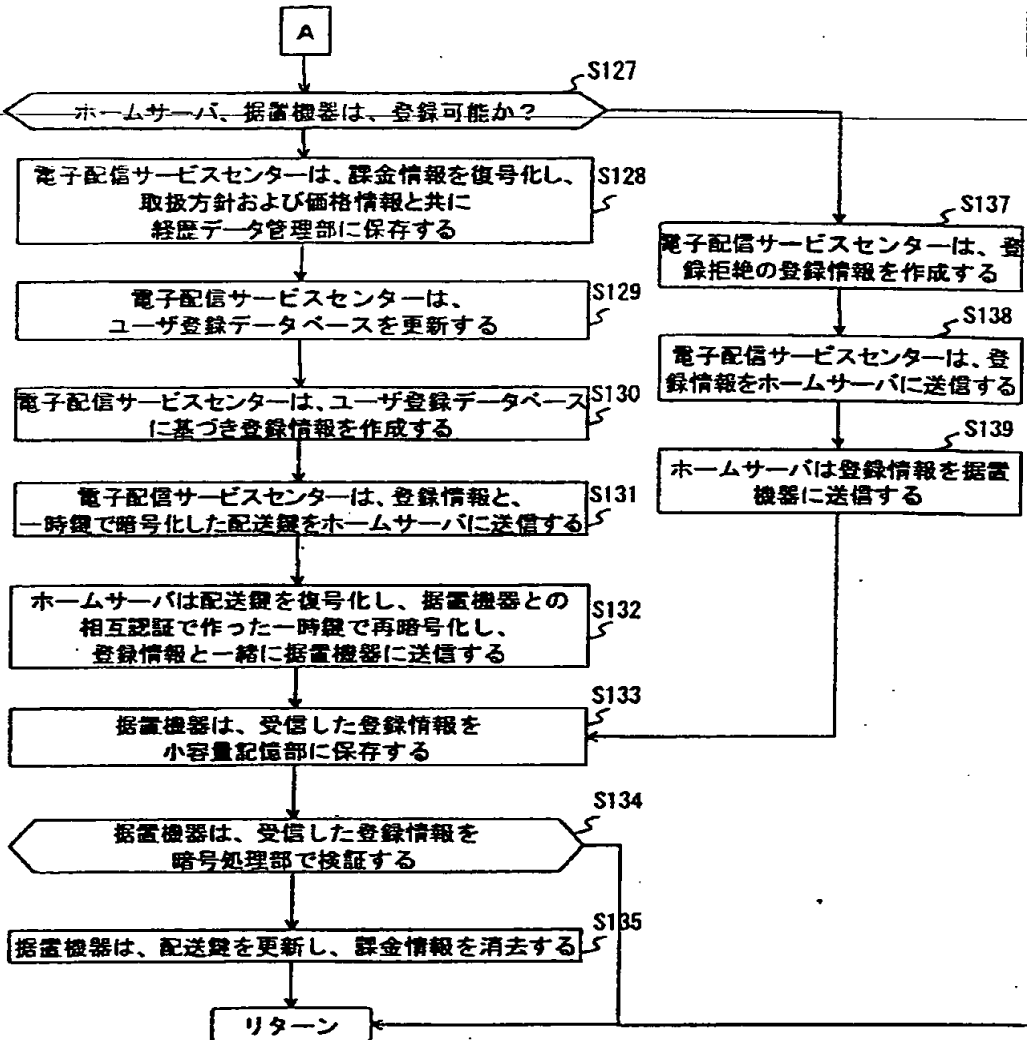 A
S127
ホームサーバ、据置機器は、登録可能か?
電子配信サービスセンターは、課金情報を復号化し、
取扱方針および価格情報と共に
経歴データ管理部に保存する
S128
電子配信サービスセンターは、
ユーザ登録データベースを更新する
S129
電子配信サービスセンターは、ユーザ登録データベース
に基づき登録情報を作成する
S130
電子配信サービスセンターは、登録情報と、
一時鍵で暗号化した配送鍵をホームサーバに送信する
S131
ホームサーバは配送鍵を復号化し、据置機器との
相互認証で作った一時鍵で再暗号化し、
登録情報と一緒に据置機器に送信する
S132
据置機器は、受信した登録情報を
小容量記憶部に保存する
S133
据置機器は、受信した登録情報を
暗号処理部で検証する
S134
据置機器は、配送鍵を更新し、課金情報を消去する
S135
リターン
S137
電子配信サービスセンターは、登
録拒絶の登録情報を作成する
S138
電子配信サービスセンターは、登
録情報をホームサーバに送信する
S139
ホームサーバは登録情報を据置
機器に送信する